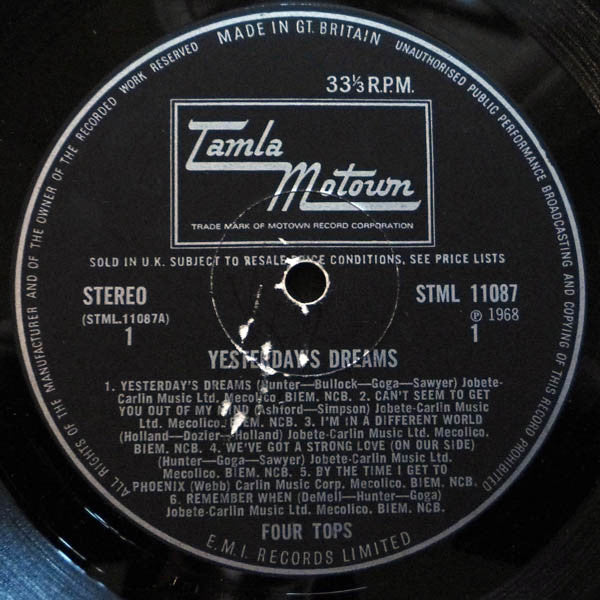 MADE IN GT. BRITAIN
ALL RIGHTS OF THE MANUFACTURER AND OF THE OWNER OF THE RECORDED WORK RESERVED
UNAUTHORISED PUBLIC PERFORMANCE BROADCASTING AND COPYING OF THIS RECORD PROHIBITED
33⅓ R.P.M.
Tamla
Motown
TRADE MARK OF MOTOWN RECORD CORPORATION
SOLD IN U.K. SUBJECT TO RESALE PRICE CONDITIONS, SEE PRICE LISTS
STEREO
(STML.11087A)
1
STML 11087
℗ 1968
1
YESTERDAY'S DREAMS
1. YESTERDAY'S DREAMS (Hunter—Bullock—Goga—Sawyer) Jobete-
Carlin Music Ltd. Mecolico. BIEM. NCB. 2. CAN'T SEEM TO GET
YOU OUT OF MY MIND (Ashford—Simpson) Jobete-Carlin Music
Ltd. Mecolico. BIEM. NCB. 3. I'M IN A DIFFERENT WORLD
(Holland—Dozier—Holland) Jobete-Carlin Music Ltd. Mecolico.
BIEM. NCB. 4. WE'VE GOT A STRONG LOVE (ON OUR SIDE)
(Hunter—Goga—Sawyer) Jobete-Carlin Music Ltd.
Mecolico. BIEM. NCB. 5. BY THE TIME I GET TO
PHOENIX (Webb) Carlin Music Corp. Mecolico. BIEM. NCB.
6. REMEMBER WHEN (DeMell—Hunter—Goga)
Jobete-Carlin Music Ltd. Mecolico. BIEM. NCB.
FOUR TOPS
E.M.I. RECORDS LIMITED